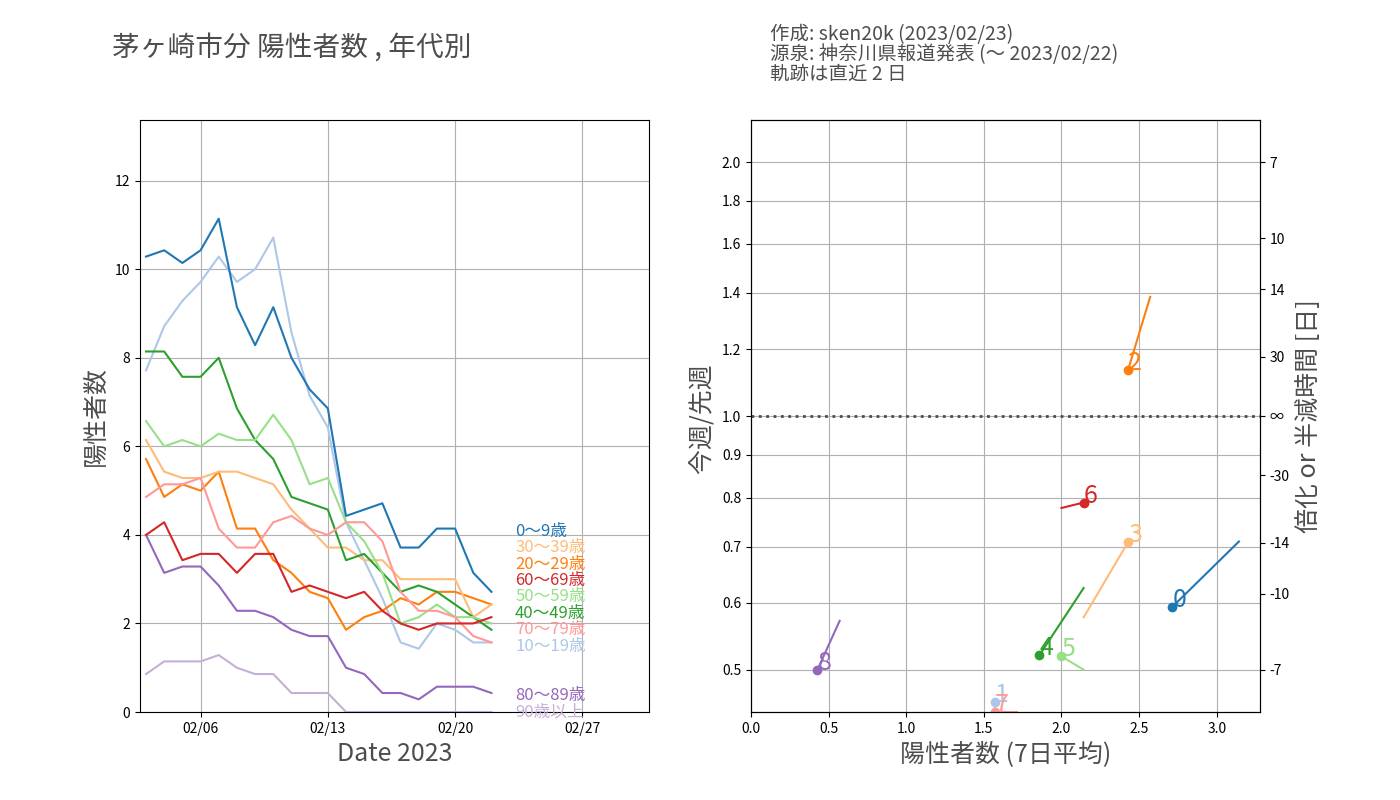 茅ヶ崎市分 陽性者数 , 年代別
作成: sken20k (2023/02/23)
源泉: 神奈川県報道発表 (〜 2023/02/22)
軌跡は直近 2 日
陽性者数
12
10
8
6
4
2
0
02/06
02/13
02/20
02/27
Date 2023
0〜9歳
30〜39歳
20〜29歳
60〜69歳
50〜59歳
40〜49歳
70〜79歳
10〜19歳
80〜89歳
90歳以上
今週/先週
2.0
1.8
1.6
1.4
1.2
1.0
0.9
0.8
0.7
0.6
0.5
2
6
3
0
4
5
8
1
7
0.0
0.5
1.0
1.5
2.0
2.5
3.0
陽性者数 (7日平均)
7
10
14
30
∞
-30
-14
-10
-7
倍化 or 半減時間 [日]